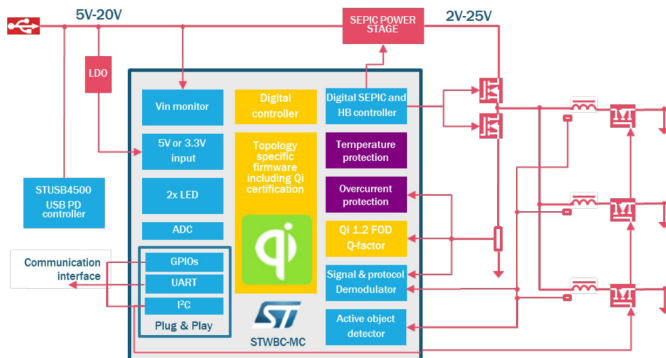 5V-20V
SEPIC POWER
STAGE
2V-25V
LDO
Vin monitor
Digital
controller
Digital SEPIC and
HB controller
5V or 3.3V
input
Topology
specific
firmware
including Qi
certification
Temperature
protection
STUSB4500
USB PD
controller
2x LED
Overcurrent
protection
ADC
qi
Qi 1.2 FOD
Q-factor
Communication
interface
GPIOs
UART
I²C
Plug & Play
Signal & protocol
Demodulator
ST
STWBC-MC
Active object
detector